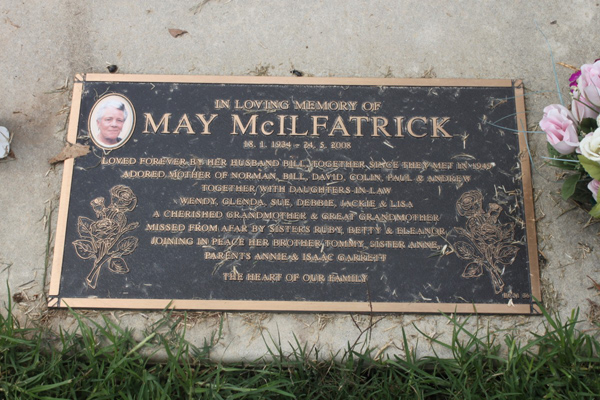 IN LOVING MEMORY OF
MAY McILFATRICK
18. 1. 1934 ~ 24. 5. 2008
LOVED FOREVER BY HER HUSBAND BILL, TOGETHER SINCE THEY MET IN
ADORED MOTHER OF NORMAN, BILL, DAVID, COLIN, PAUL & ANDREW
TOGETHER WITH DAUGHTERS IN-LAW
WENDY, GLENDA, SUE, DEBBIE, JACKIE & LISA
A CHERISHED GRANDMOTHER & GREAT GRANDMOTHER
MISSED FROM AFAR BY SISTERS RUBY, BETTY & ELEANOR
JOINING IN PEACE HER BROTHER TOMMY, SISTER ANNE
PARENTS ANNIE & ISAAC GARRETT
THE HEART OF OUR FAMILY